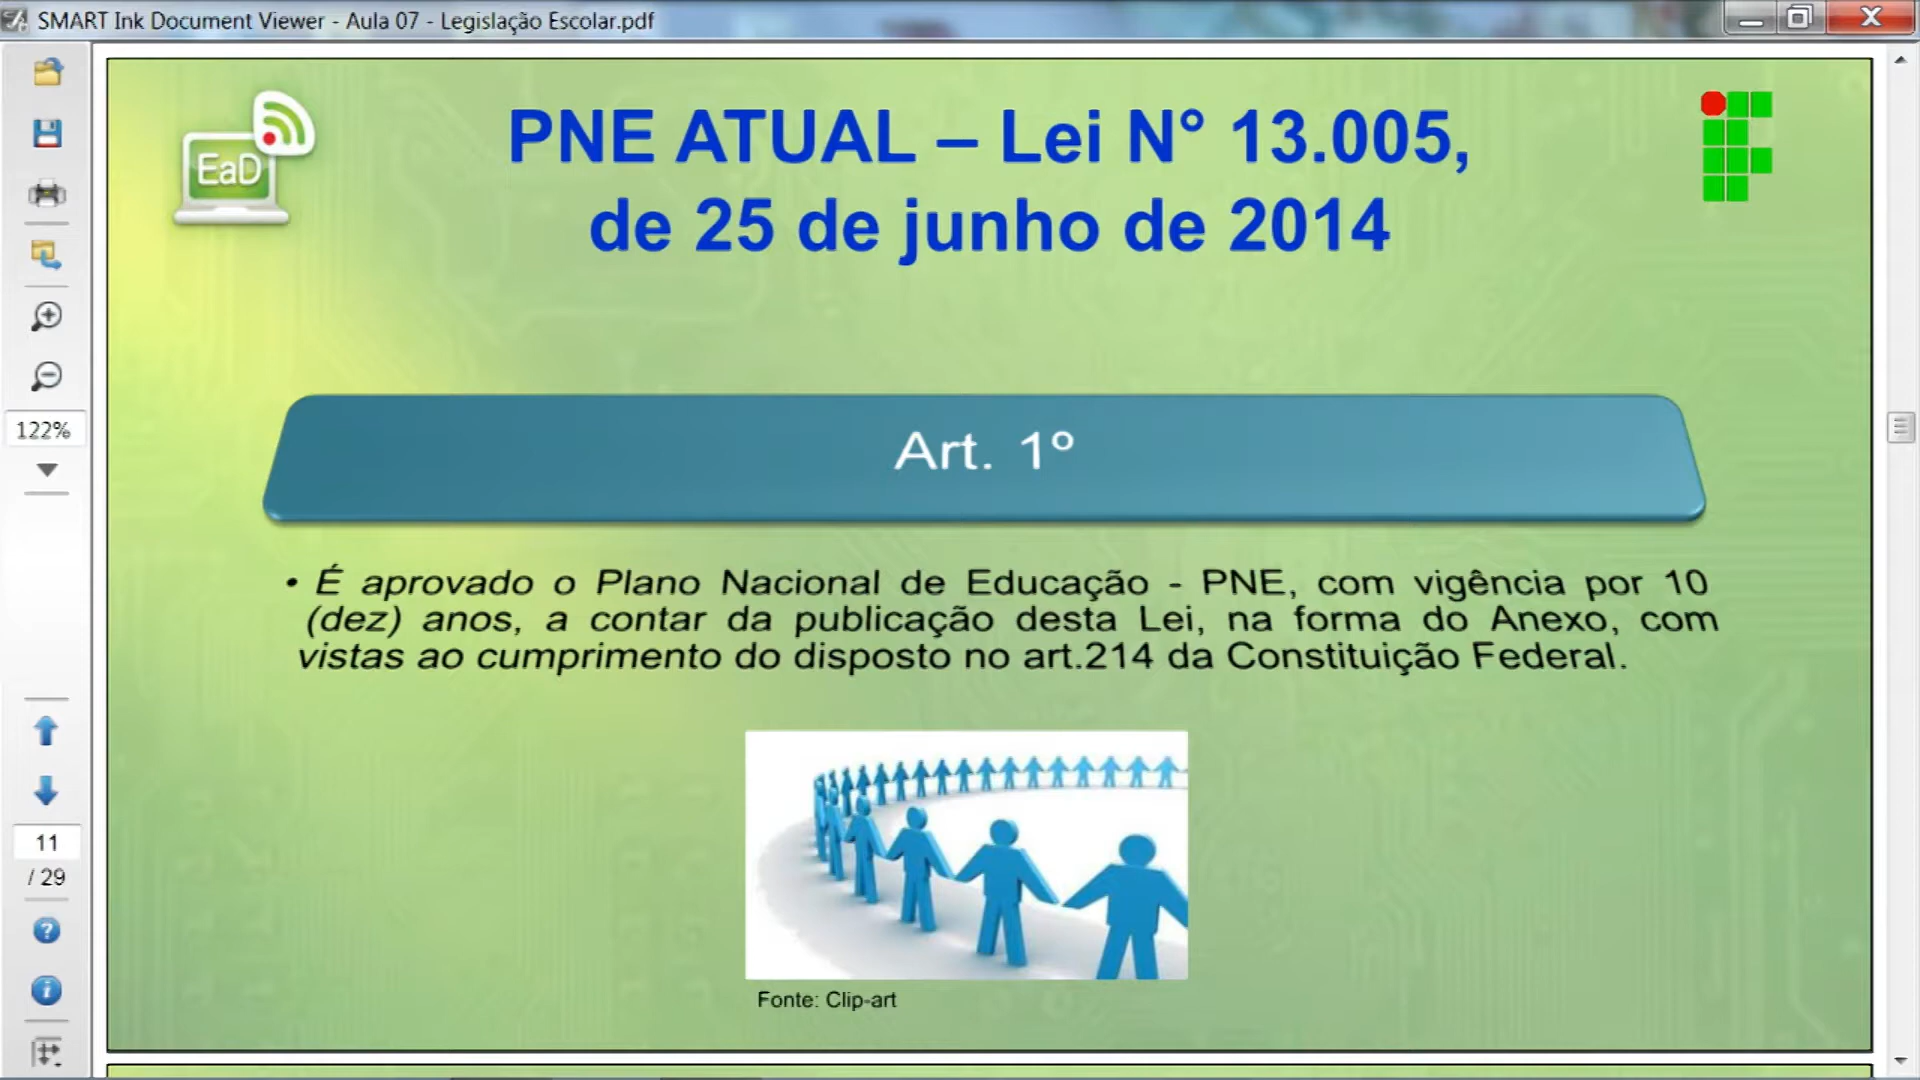 SMART Ink Document Viewer - Aula 07 - Legislação Escolar.pdf
EaD
PNE ATUAL – Lei N° 13.005,
de 25 de junho de 2014
122%
Art. 1º
• É aprovado o Plano Nacional de Educação - PNE, com vigência por 10
(dez) anos, a contar da publicação desta Lei, na forma do Anexo, com
vistas ao cumprimento do disposto no art.214 da Constituição Federal.
11
/ 29
Fonte: Clip-art